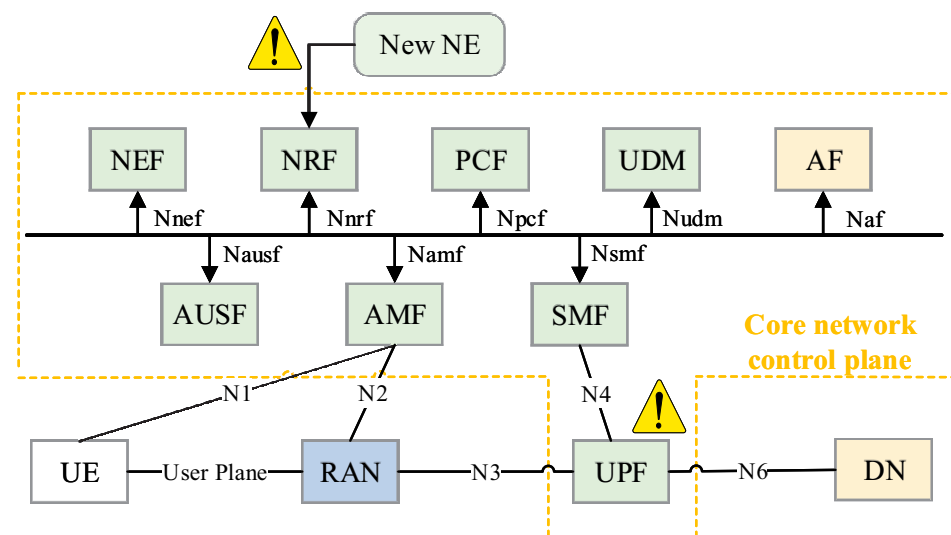 New NE
NEF
NRF
PCF
UDM
AF
Nnef
Nnrf
Npcf
Nudm
Naf
Nausf
Namf
Nsmf
AUSF
AMF
SMF
Core network
control plane
N1
N2
N4
UE
User Plane
RAN
N3
UPF
N6
DN